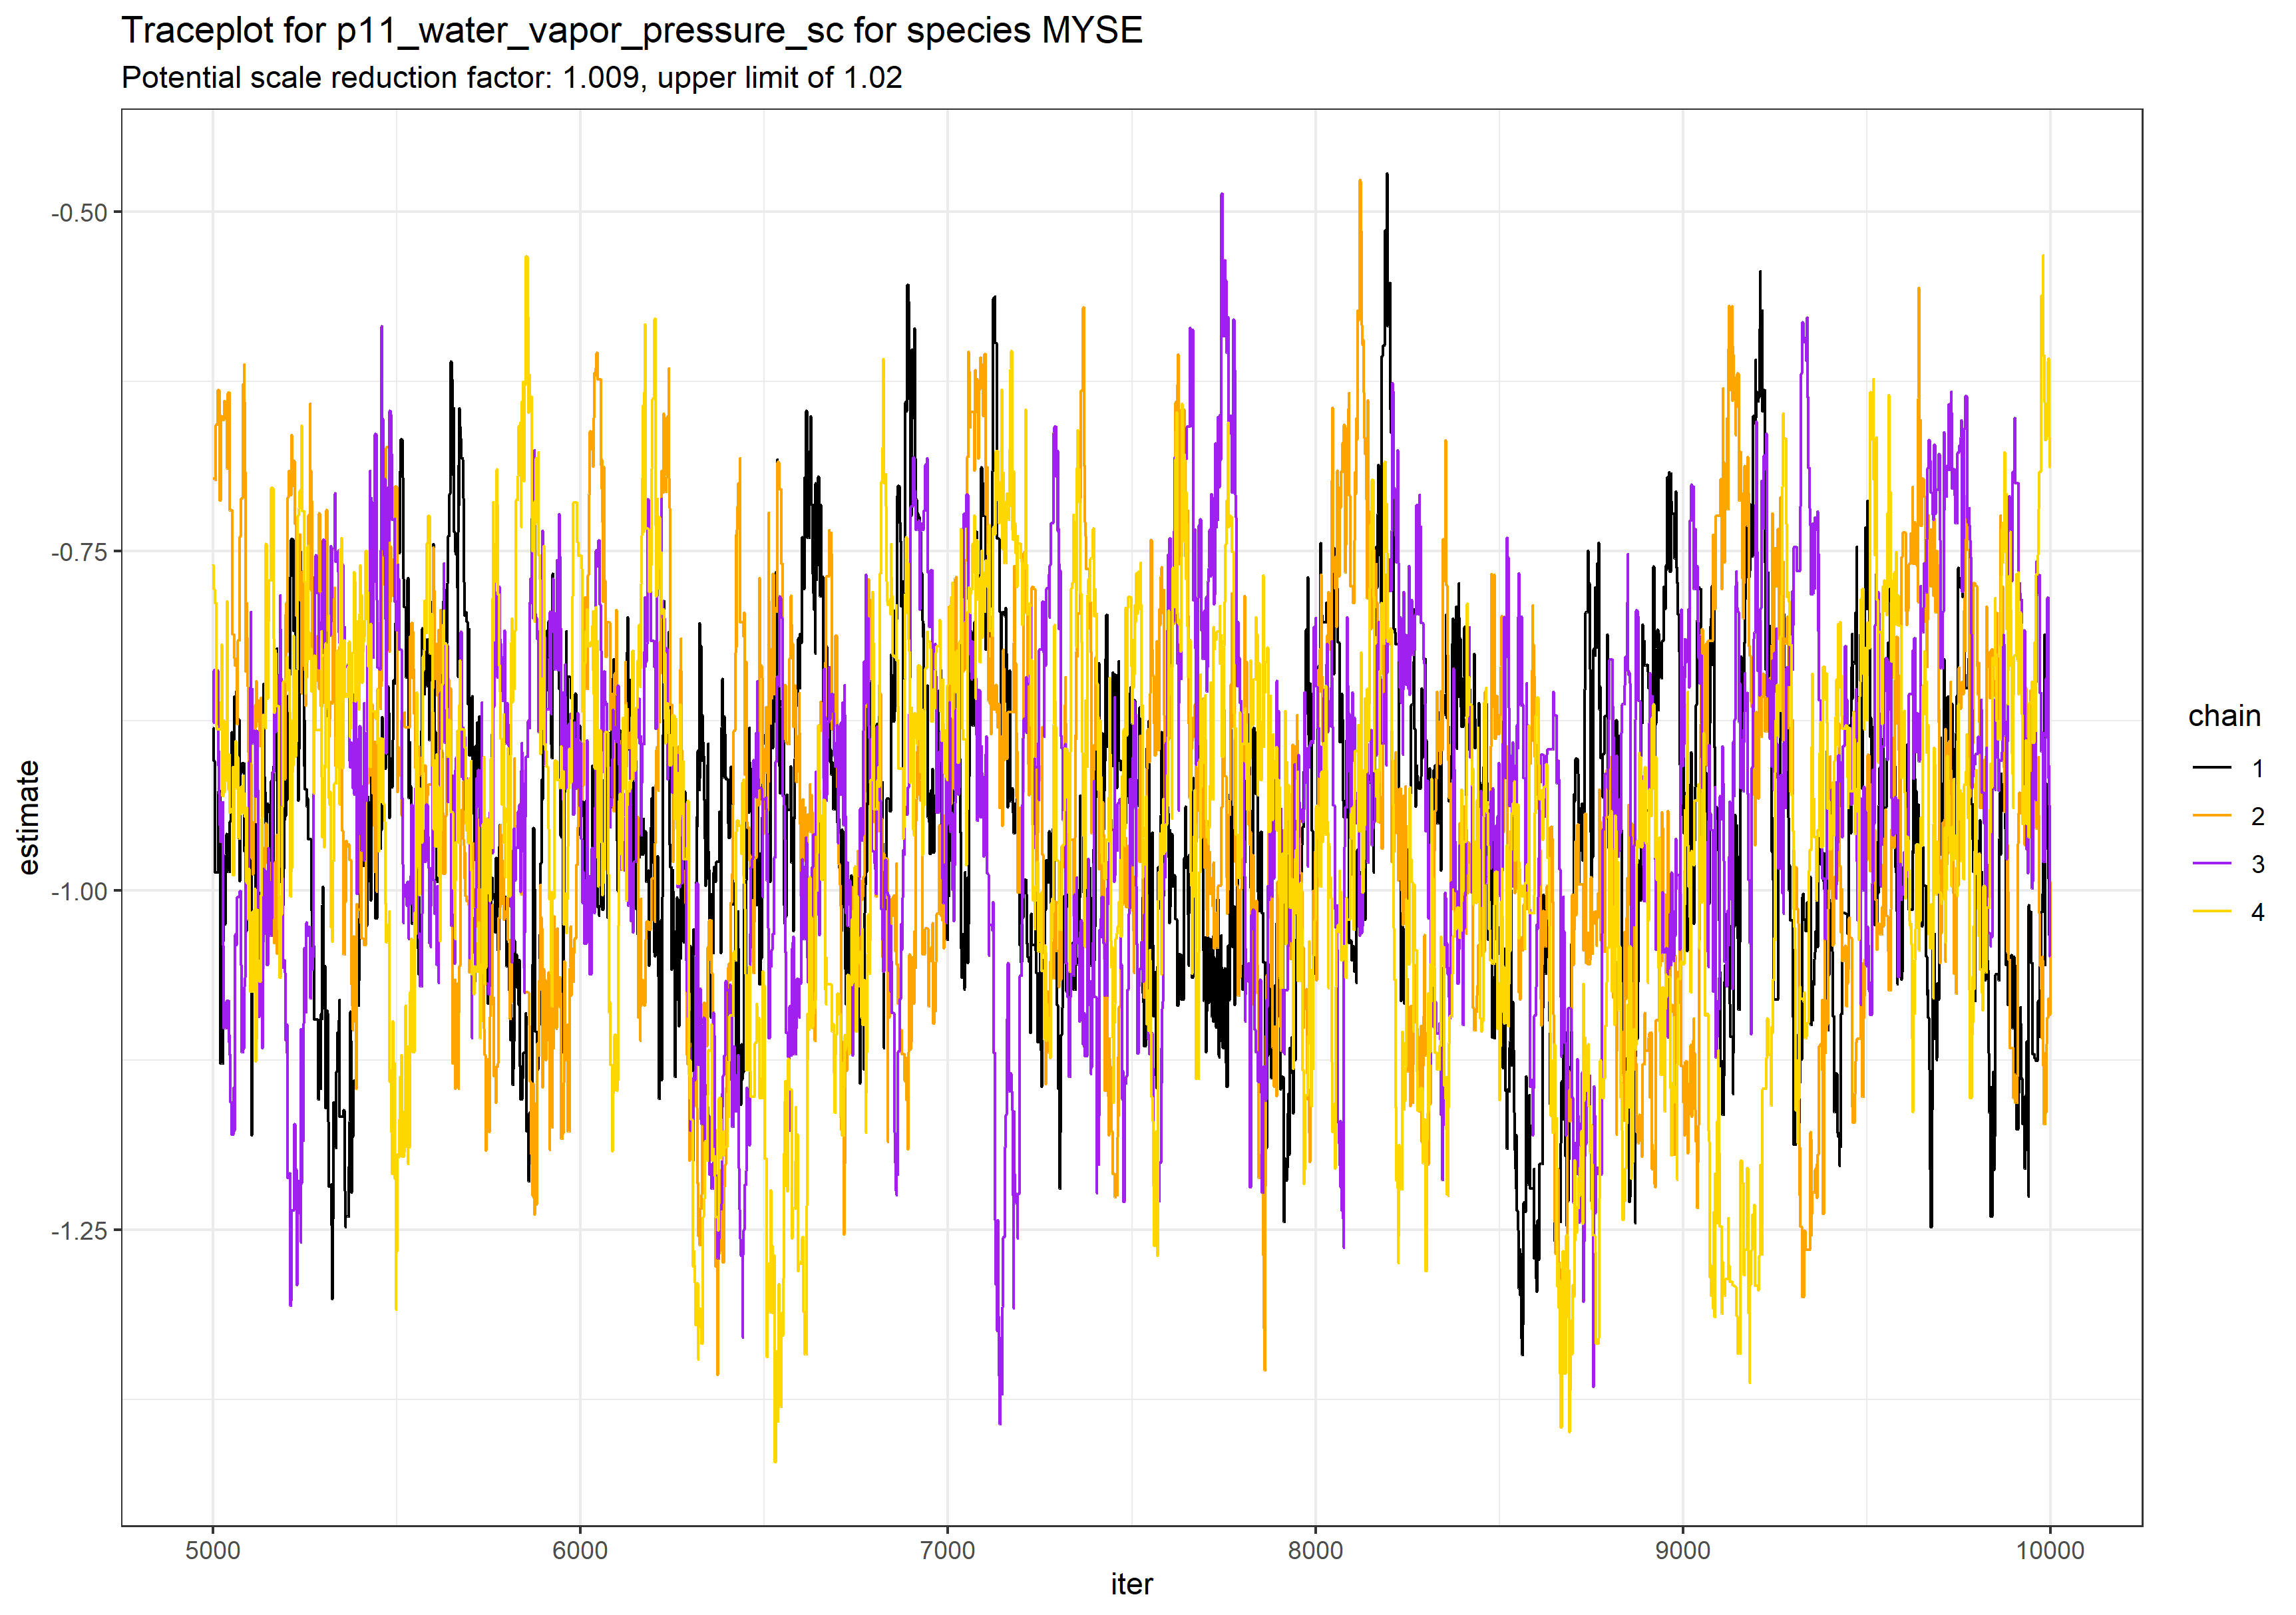 Traceplot for p11_water_vapor_pressure_sc for species MYSE
Potential scale reduction factor: 1.009, upper limit of 1.02
-0.50
-0.75
-1.00
-1.25
estimate
5000 6000 7000 8000 9000 10000
iter
chain
1
2
3
4